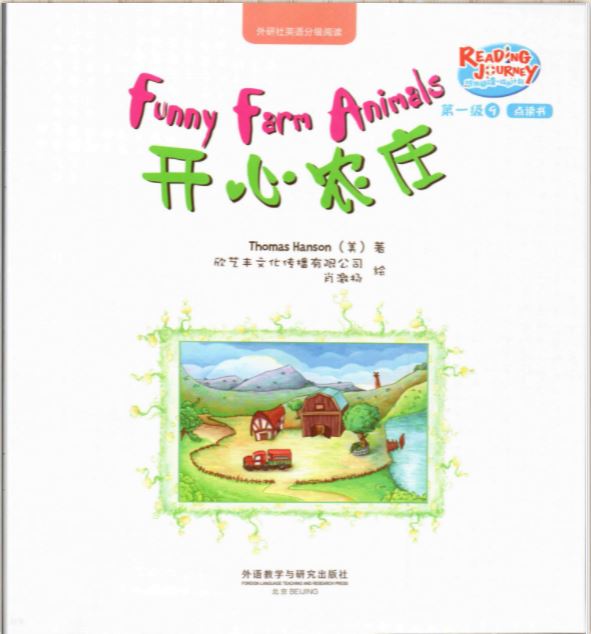 外研社英语分级阅读
READING
JOURNEY
第一级 9 点读书
Funny Farm Animals
开心农庄
Thomas Hanson（美）著
欣艺丰文化传播有限公司
肖激扬
绘
外语教学与研究出版社
FOREIGN LANGUAGE TEACHING AND RESEARCH PRESS
北京 BEIJING